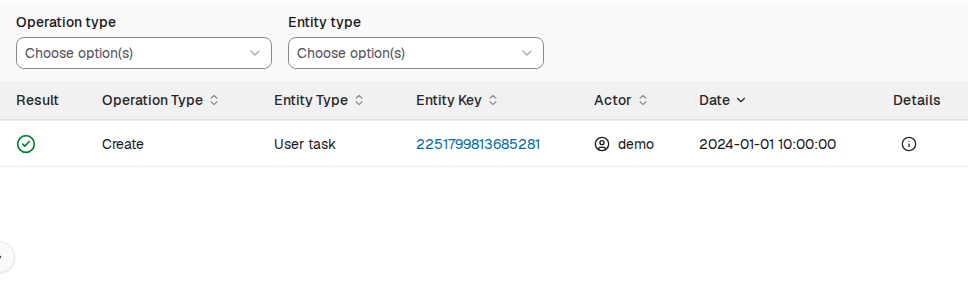 Operation type Entity type
Choose option(s) Choose option(s)
Result Operation Type Entity Type Entity Key Actor Date Details
Create User task 2251799813685281 demo 2024-01-01 10:00:00